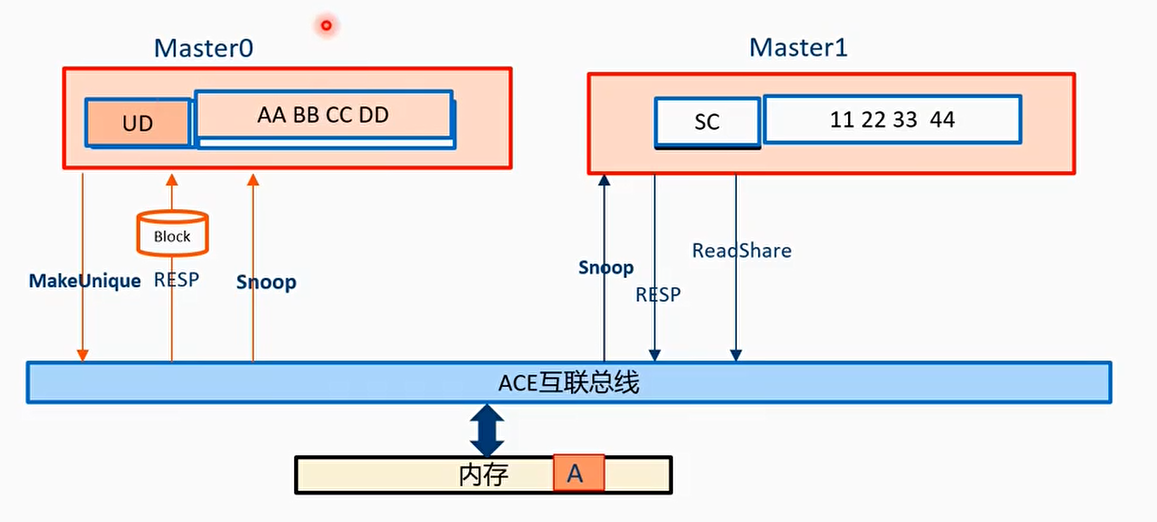 Master0
Master1
UD
AA BB CC DD
SC
11 22 33 44
Block
MakeUnique
RESP
Snoop
Snoop
RESP
ReadShare
ACE互联总线
内存
A